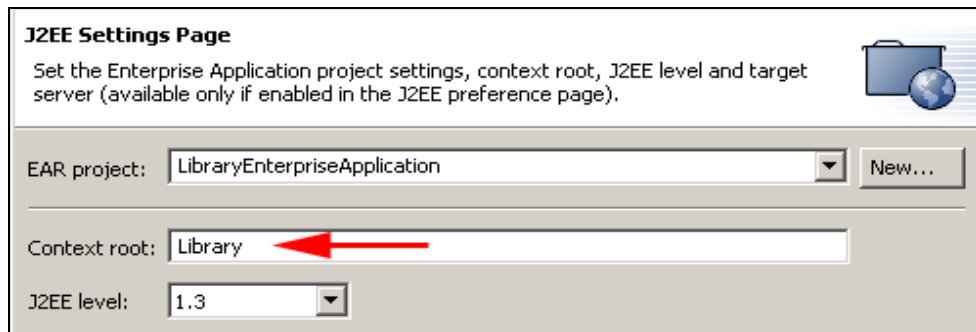 J2EE Settings Page
Set the Enterprise Application project settings, context root, J2EE level and target
server (available only if enabled in the J2EE preference page).
EAR project: LibraryEnterpriseApplication New...
Context root: Library
J2EE level: 1.3